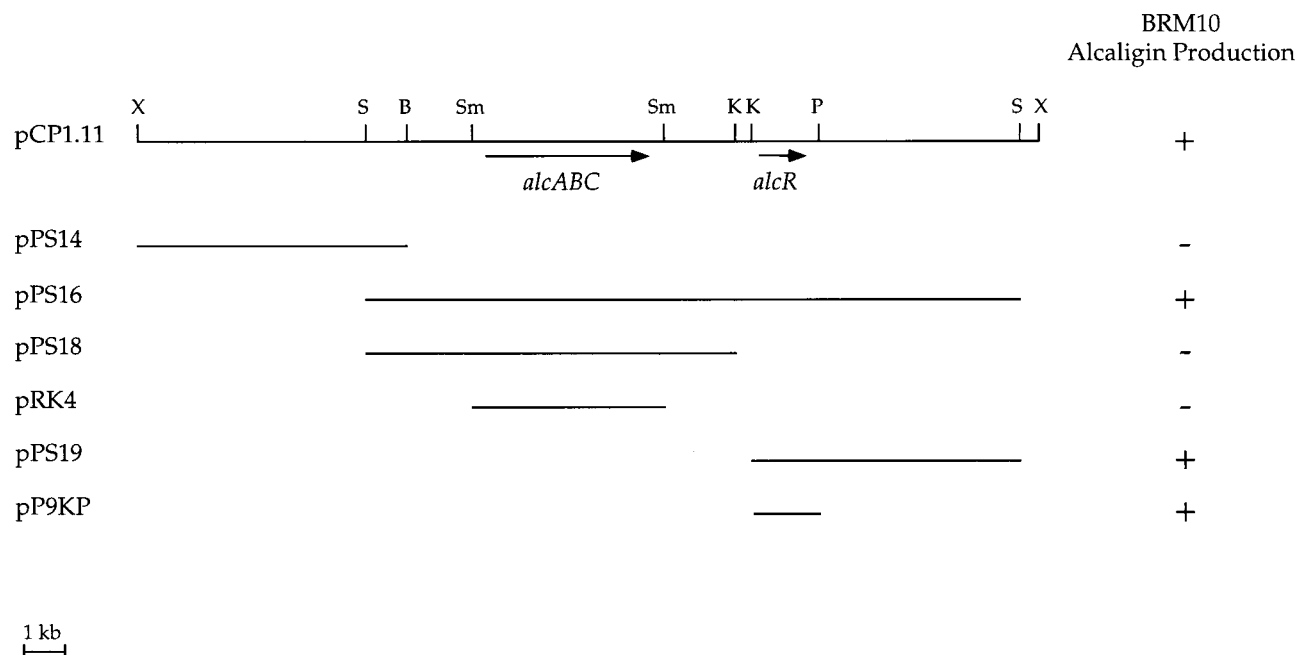 BRM10
Alcaligin Production
X S B Sm Sm K K P S X
pCP1.11 +
alcABC alcR
pPS14 -
pPS16 +
pPS18 -
pRK4 -
pPS19 +
pP9KP +
1 kb